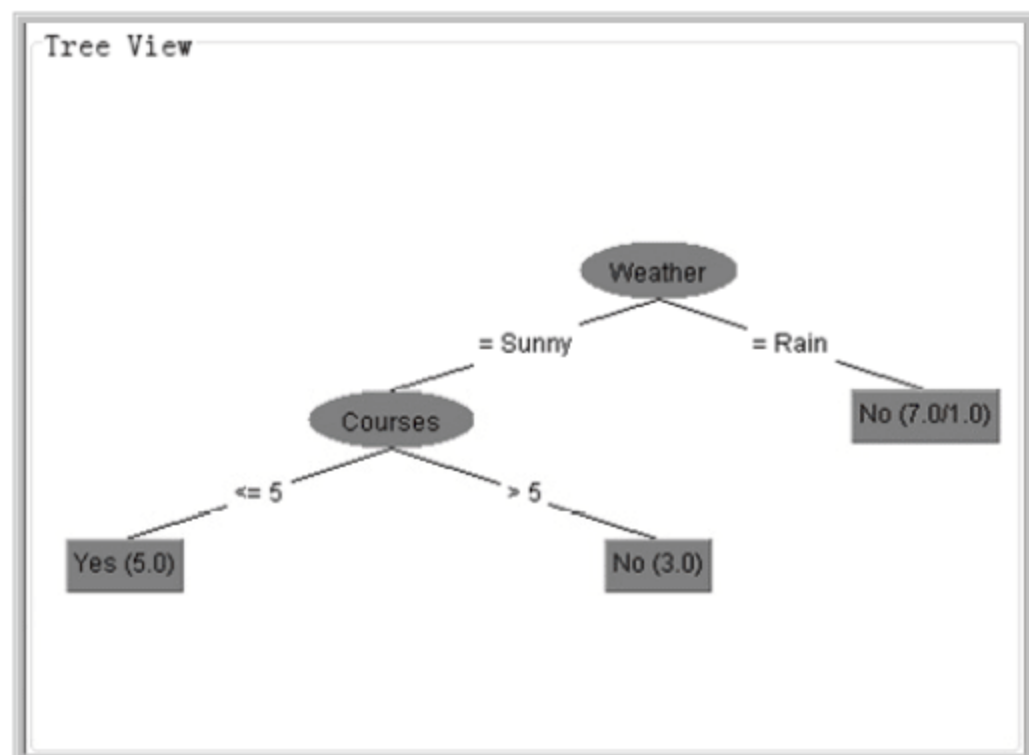 Tree View
Weather
= Sunny
= Rain
Courses
No (7.0/1.0)
<= 5
> 5
Yes (5.0)
No (3.0)